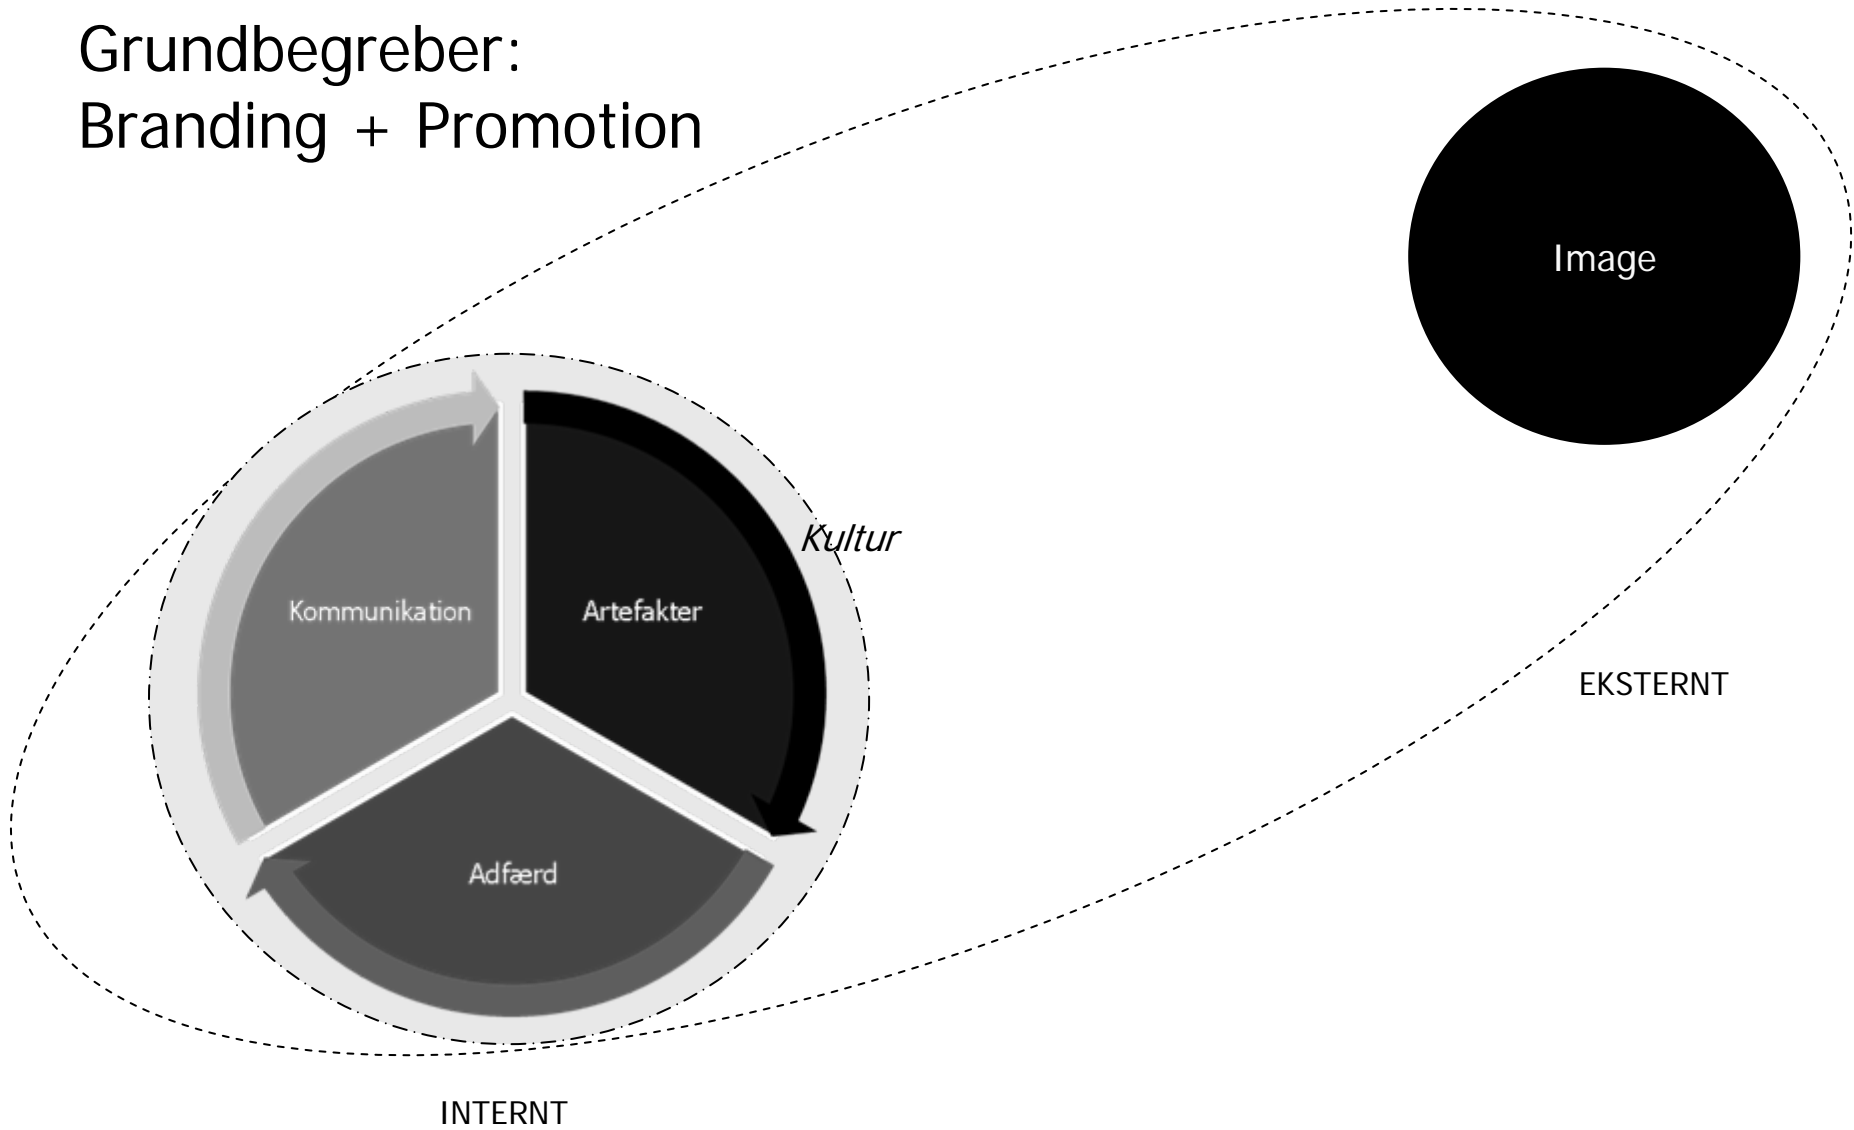 Grundbegreber:
Branding + Promotion
Image
Kultur
Kommunikation
Artefakter
EKSTERNT
Adfærd
INTERNT